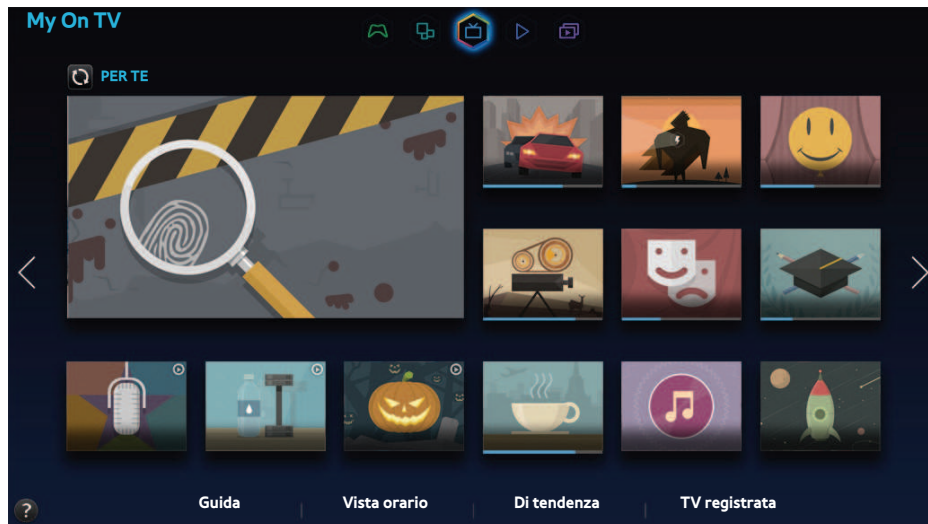 My On TV
PER TE
Guida
Vista orario
Di tendenza
TV registrata
?